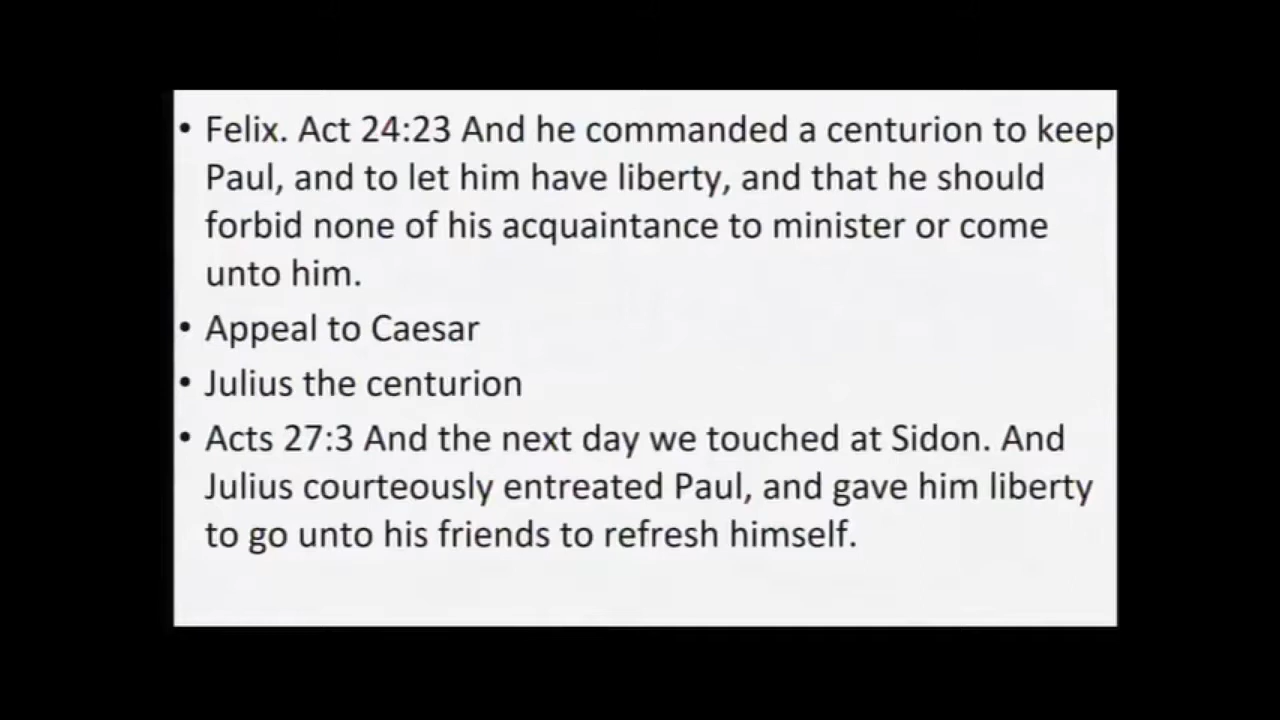 • Felix. Act 24:23 And he commanded a centurion to keep
Paul, and to let him have liberty, and that he should
forbid none of his acquaintance to minister or come
unto him.
• Appeal to Caesar
• Julius the centurion
• Acts 27:3 And the next day we touched at Sidon. And
Julius courteously entreated Paul, and gave him liberty
to go unto his friends to refresh himself.